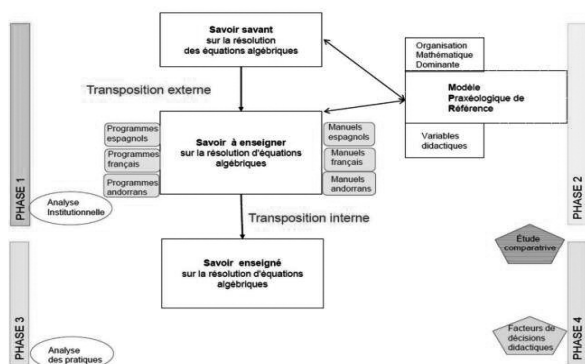 Savoir savant
sur la résolution
des équations algébriques
Organisation
Mathématique
Dominante
Transposition externe
Modèle
Praxéologique de
Référence
Programmes
espagnols
Programmes
français
Programmes
andorrans
Savoir à enseigner
sur la résolution d'équations
algébriques
Manuels
espagnols
Manuels
français
Manuels
andorrans
Variables
didactiques
PHASE 1
PHASE 2
Analyse
Institutionnelle
Transposition interne
Étude
comparatrive
Savoir enseigné
sur la résolution d'équations
algébriques
PHASE 3
PHASE 4
Analyse
des pratiques
Facteurs de
décisions
didactiques